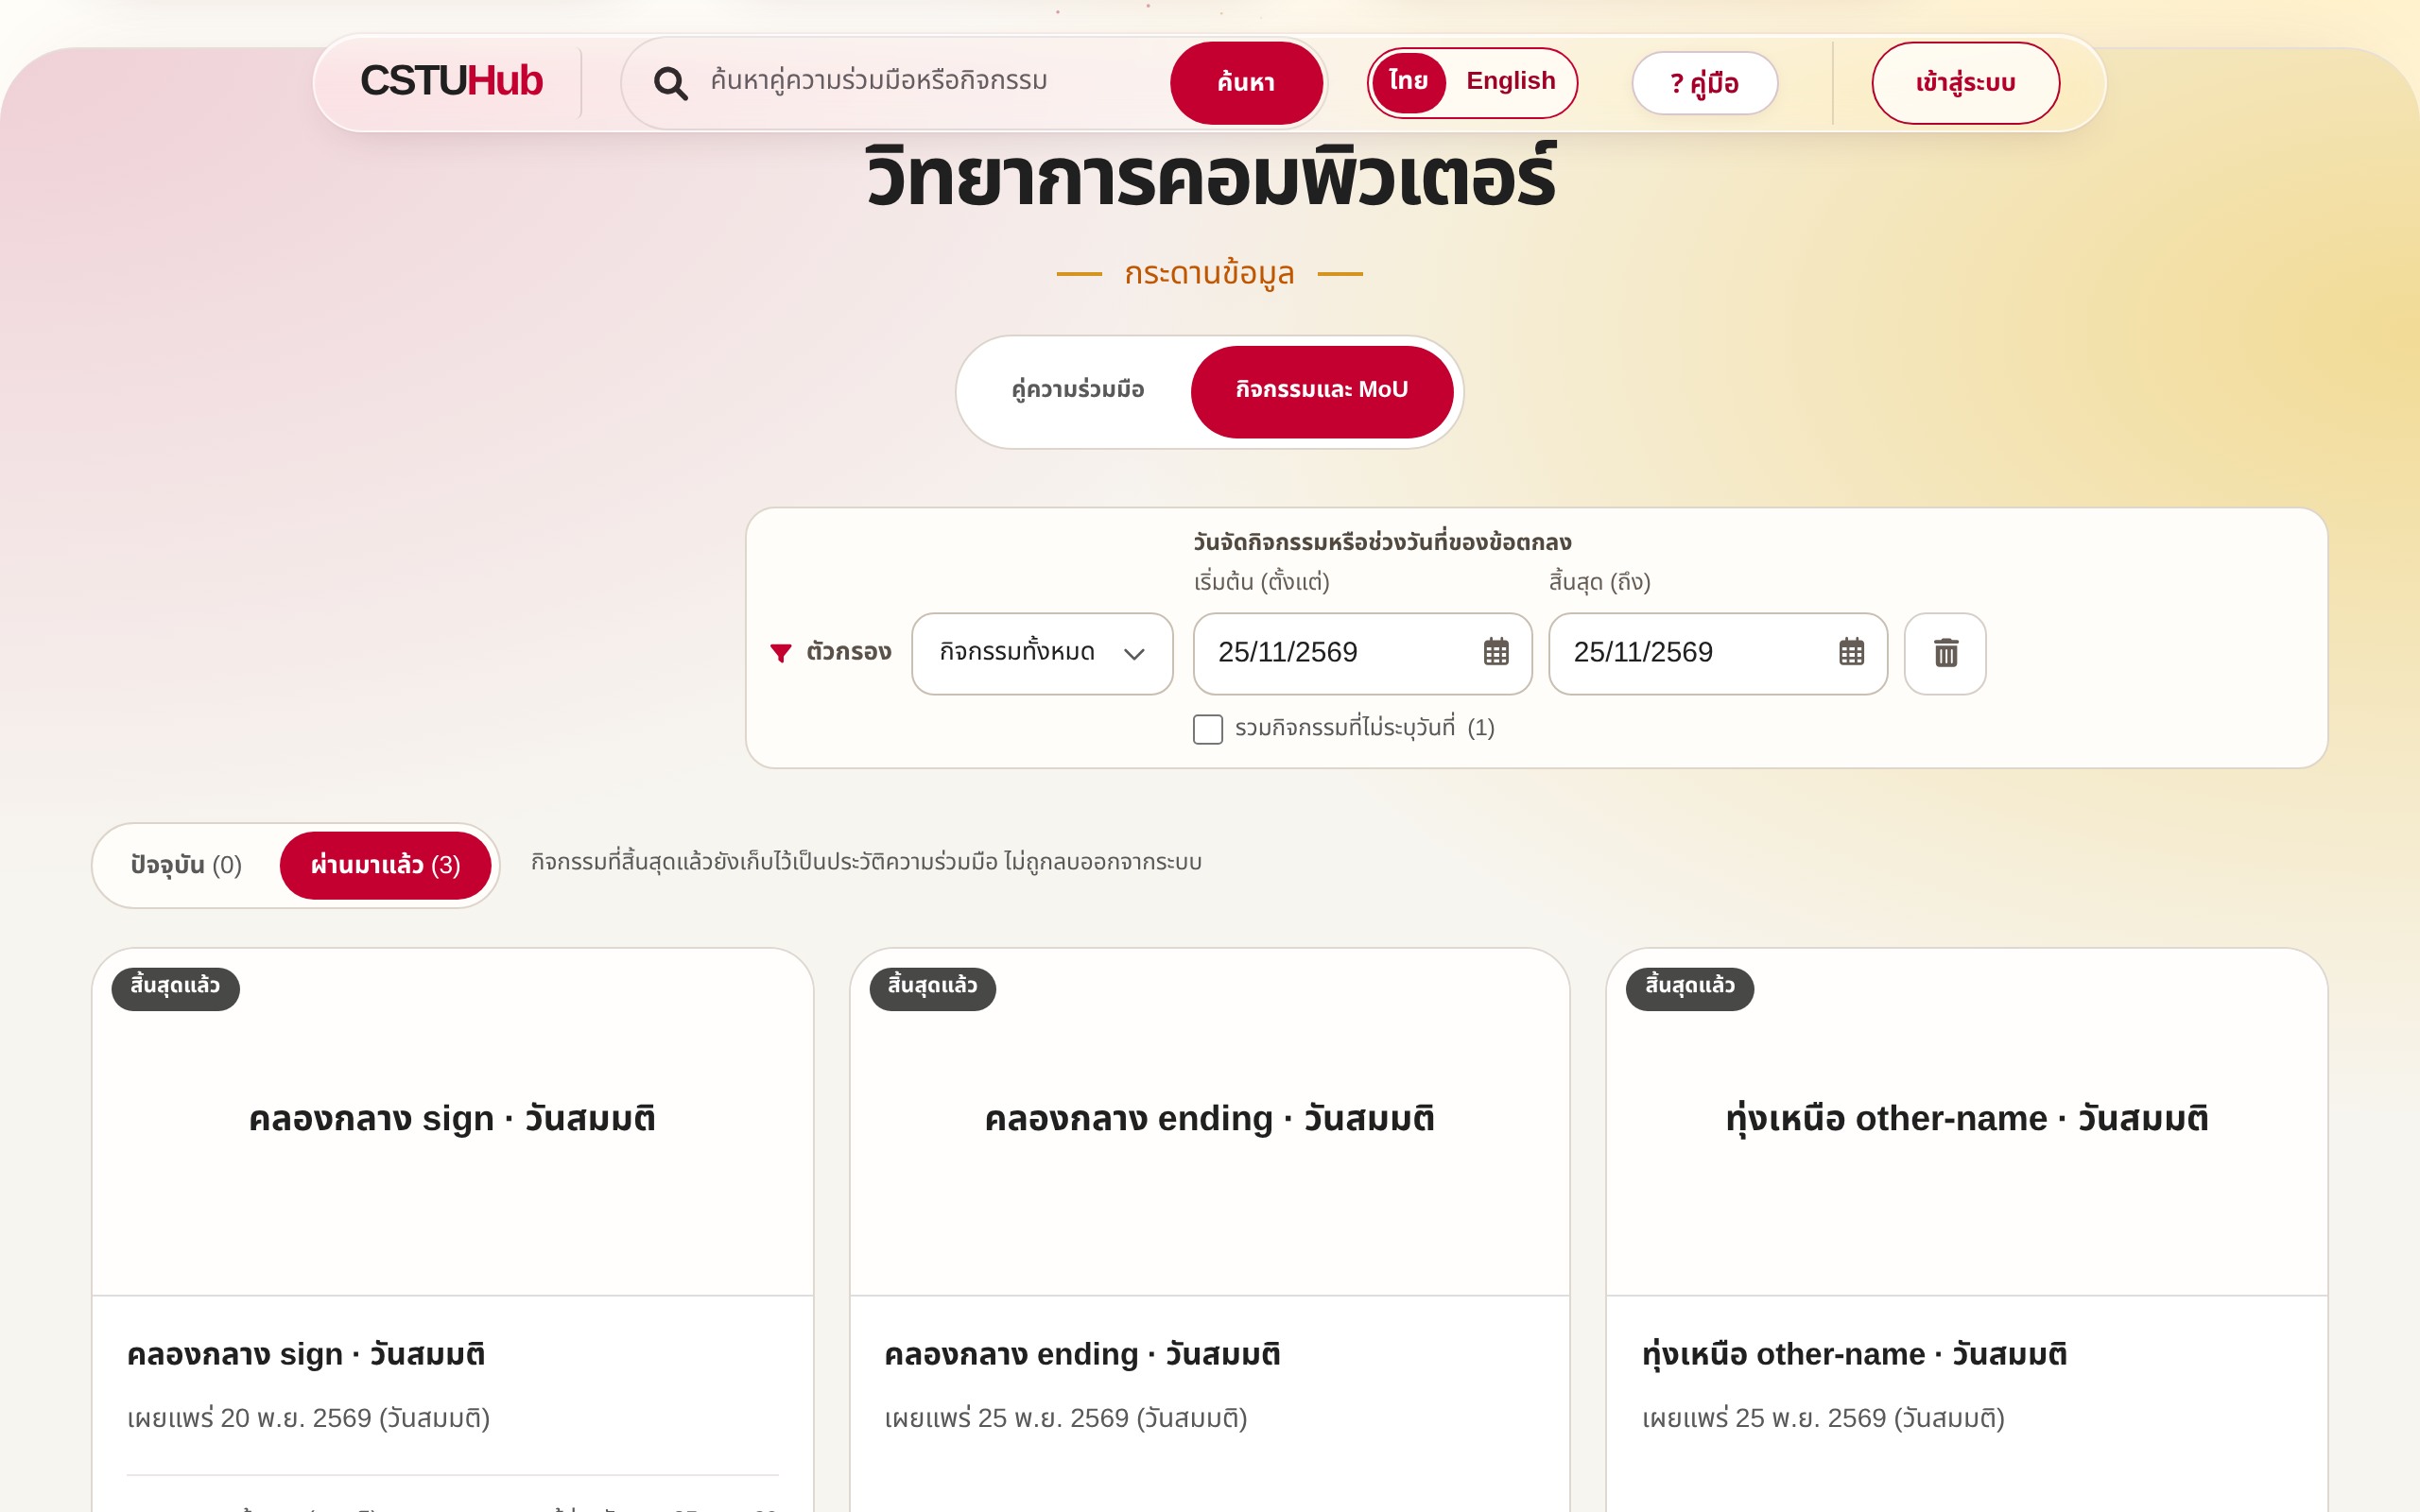 CSTUHub
ค้นหาคู่ความร่วมมือหรือกิจกรรม
ค้นหา
ไทย English
? คู่มือ
เข้าสู่ระบบ
วิทยาการคอมพิวเตอร์
กระดานข้อมูล
คู่ความร่วมมือ
กิจกรรมและ MoU
วันจัดกิจกรรมหรือช่วงวันที่ของข้อตกลง
เริ่มต้น (ตั้งแต่) สิ้นสุด (ถึง)
ตัวกรอง กิจกรรมทั้งหมด 25/11/2569 25/11/2569
รวมกิจกรรมที่ไม่ระบุวันที่ (1)
ปัจจุบัน (0) ผ่านมาแล้ว (3) กิจกรรมที่สิ้นสุดแล้วยังเก็บไว้เป็นประวัติความร่วมมือ ไม่ถูกลบออกจากระบบ
สิ้นสุดแล้ว
คลองกลาง sign · วันสมมติ
คลองกลาง sign · วันสมมติ
เผยแพร่ 20 พ.ย. 2569 (วันสมมติ)
สิ้นสุดแล้ว
คลองกลาง ending · วันสมมติ
คลองกลาง ending · วันสมมติ
เผยแพร่ 25 พ.ย. 2569 (วันสมมติ)
สิ้นสุดแล้ว
ทุ่งเหนือ other-name · วันสมมติ
ทุ่งเหนือ other-name · วันสมมติ
เผยแพร่ 25 พ.ย. 2569 (วันสมมติ)